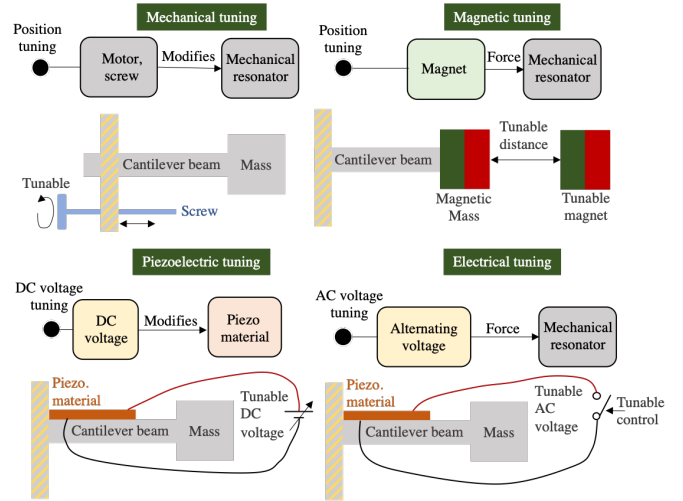 Mechanical tuning
Position
tuning
Motor,
screw
Modifies
Mechanical
resonator
Cantilever beam
Mass
Tunable
Screw
Magnetic tuning
Position
tuning
Magnet
Force
Mechanical
resonator
Cantilever beam
Tunable
distance
Magnetic
Mass
Tunable
magnet
Piezoelectric tuning
DC voltage
tuning
DC
voltage
Modifies
Piezo
material
Piezo.
material
Cantilever beam
Mass
Tunable
DC
voltage
Electrical tuning
AC voltage
tuning
Alternating
voltage
Force
Mechanical
resonator
Piezo.
material
Cantilever beam
Mass
Tunable
AC
voltage
Tunable
control